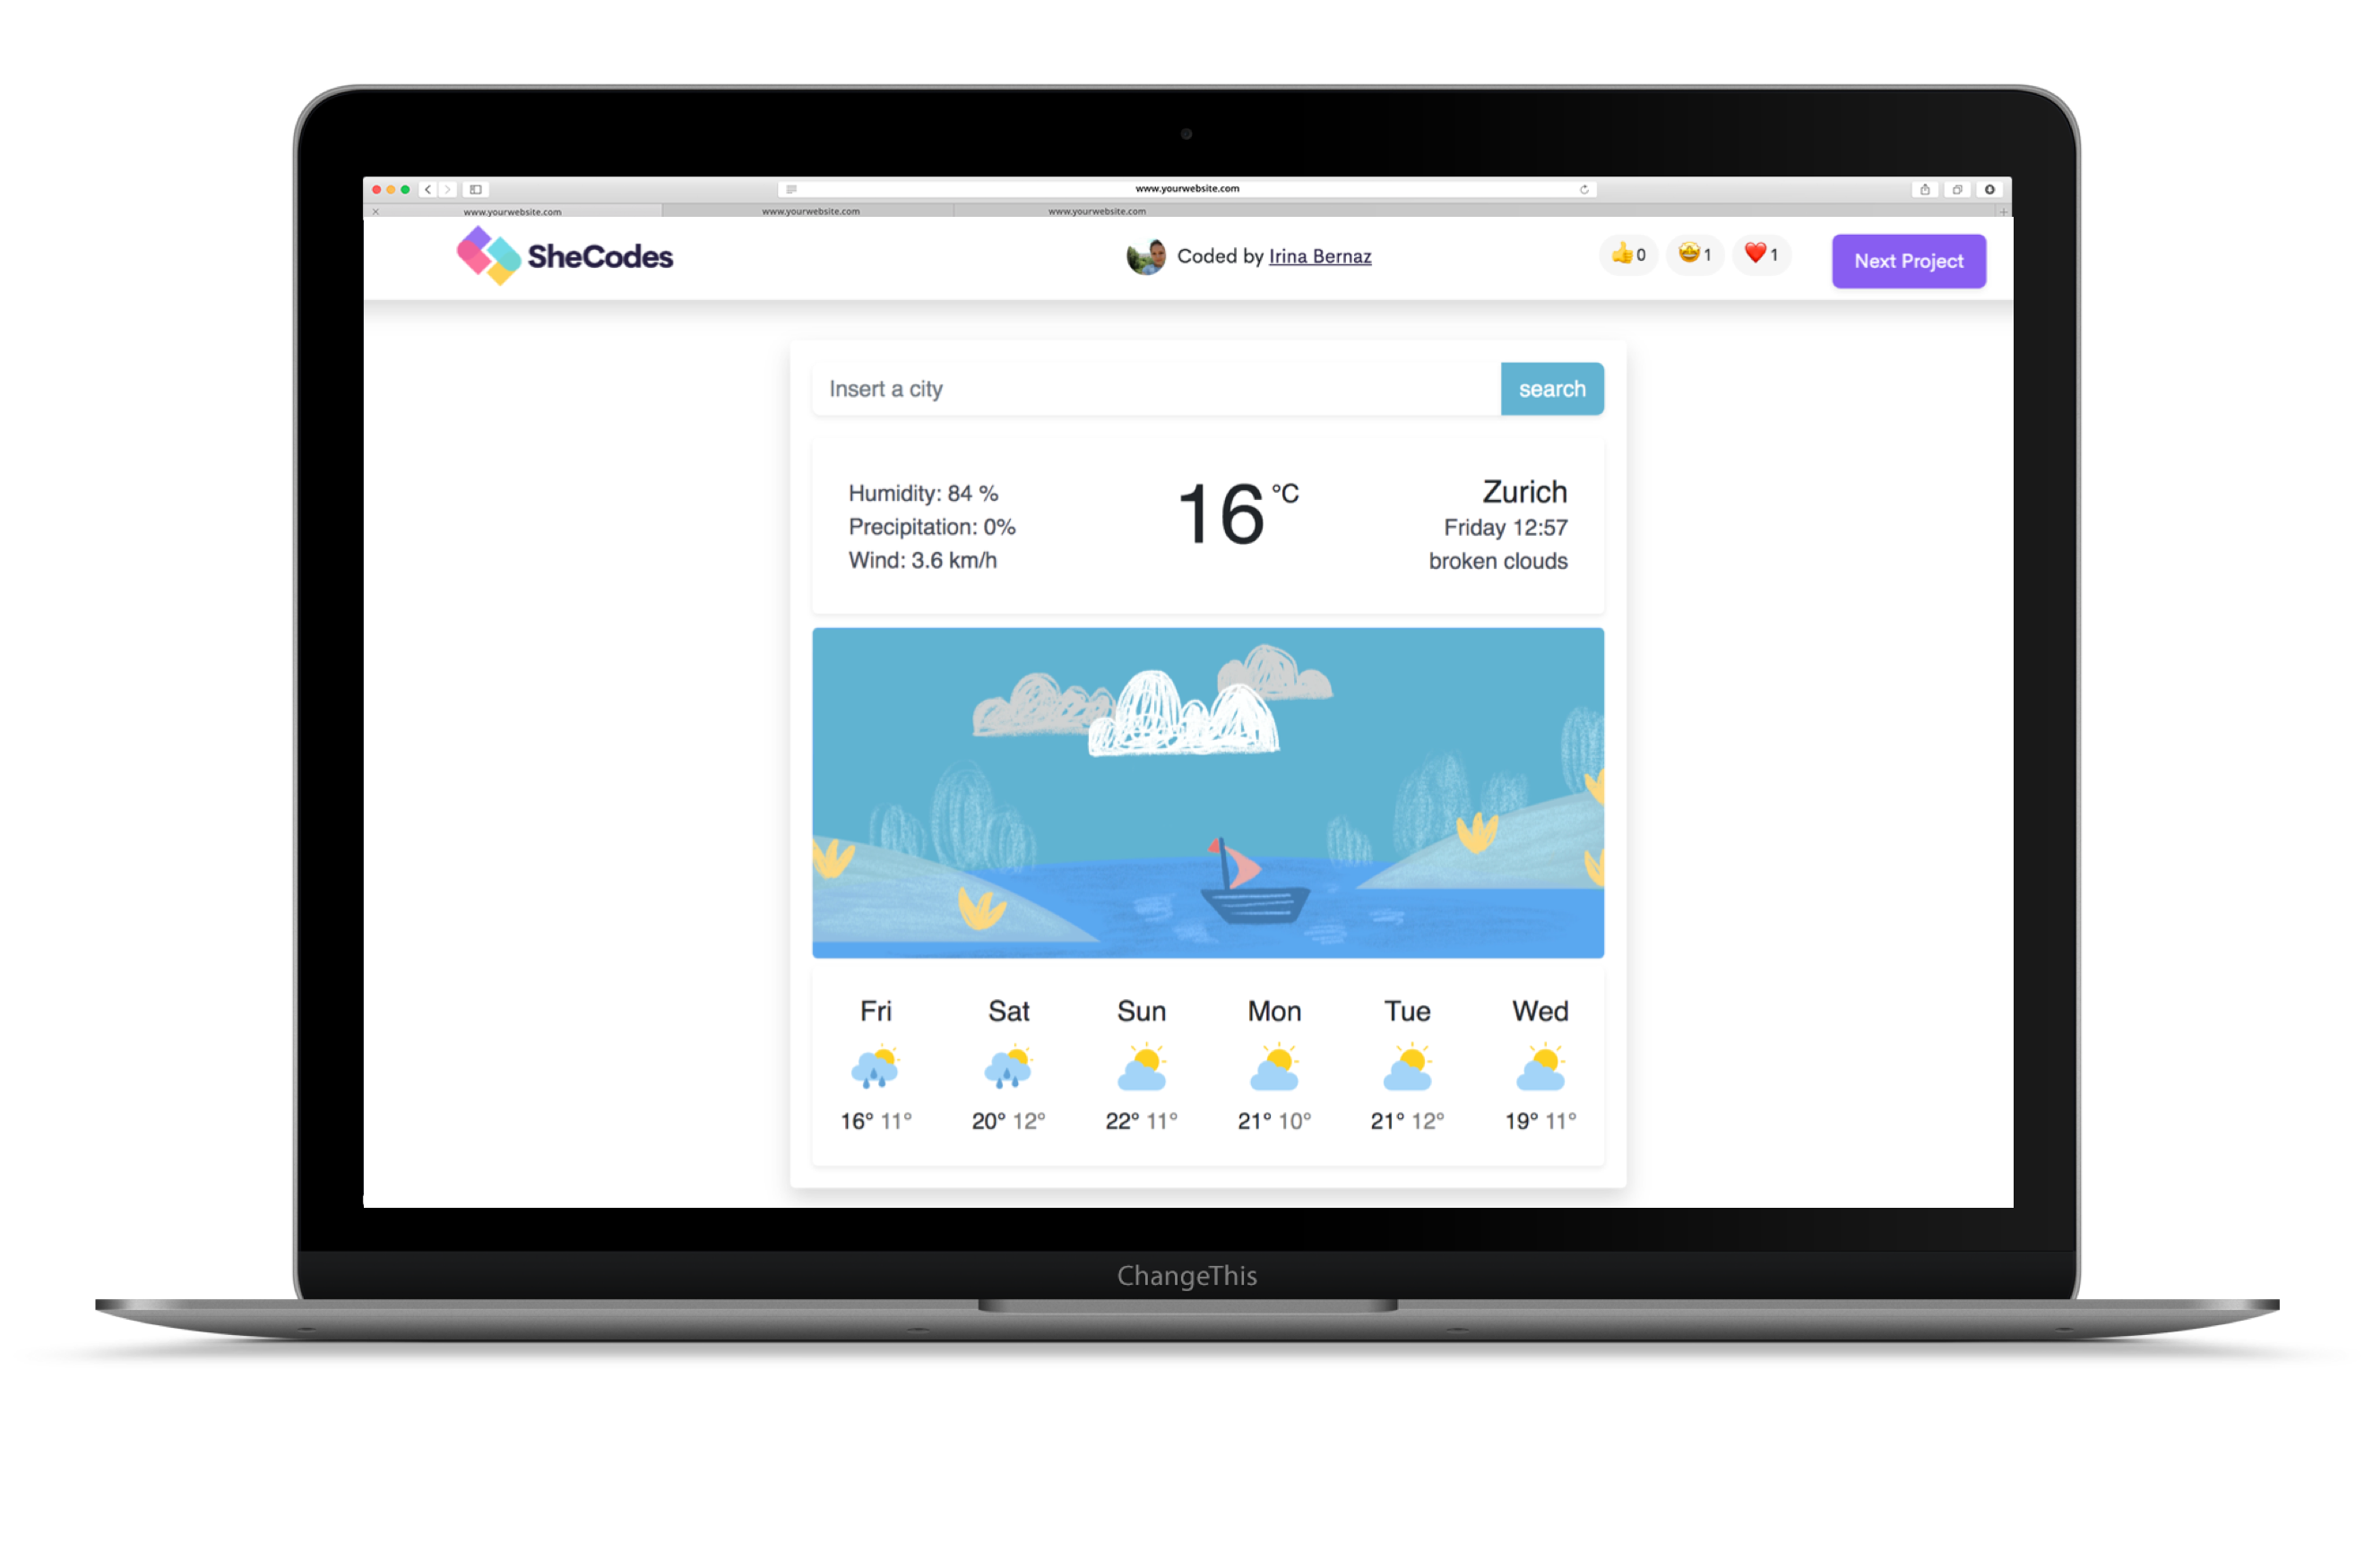 www.yourwebsite.com
www.yourwebsite.com www.yourwebsite.com www.yourwebsite.com
SheCodes Coded by Irina Bernaz 👍0 🤩1 ❤️1 Next Project
Insert a city search
Humidity: 84 %
Precipitation: 0%
Wind: 3.6 km/h
16 °C
Zurich
Friday 12:57
broken clouds
Fri Sat Sun Mon Tue Wed
16° 11° 20° 12° 22° 11° 21° 10° 21° 12° 19° 11°
ChangeThis